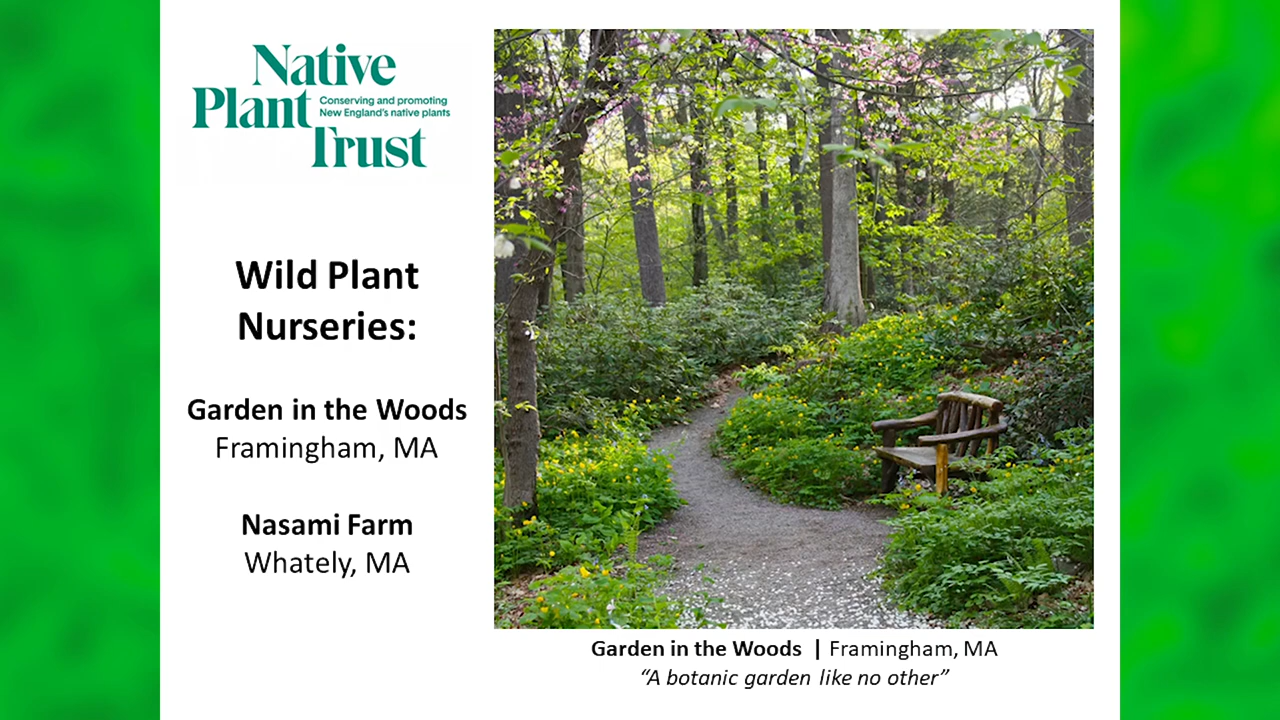 Native
Plant
Trust
Conserving and promoting
New England's native plants
Wild Plant
Nurseries:
Garden in the Woods
Framingham, MA
Nasami Farm
Whately, MA
Garden in the Woods | Framingham, MA
“A botanic garden like no other”